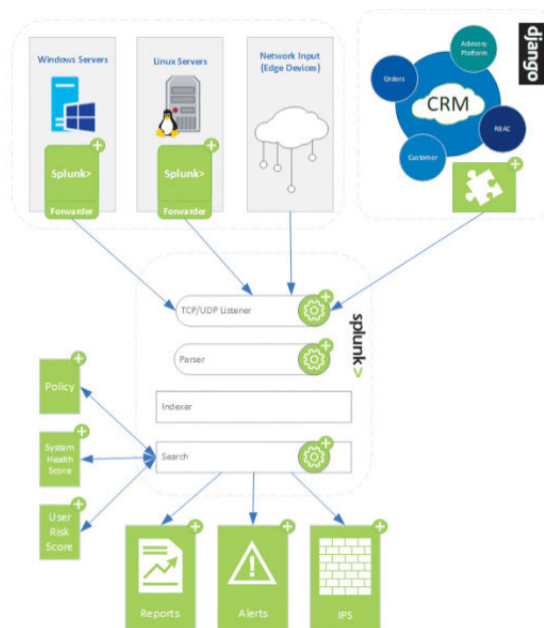 Windows Servers
Linux Servers
Network Input
(Edge Devices)
Splunk>
Forwarder
Splunk>
Forwarder
django
Advisory
Platform
Orders
CRM
RBAC
Customer
TCP/UDP Listener
Parser
Indexer
Search
splunk>
Policy
System
Health
Score
User
Risk
Score
Reports
Alerts
IPS